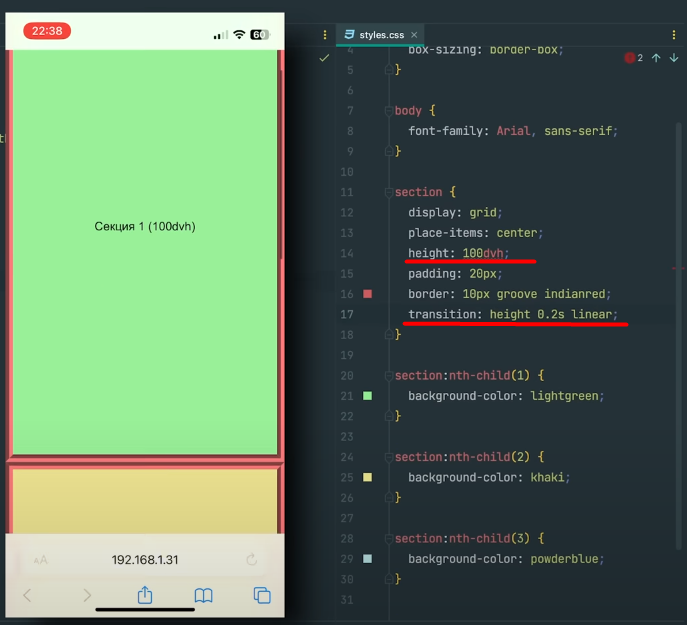 22:38
60
Секция 1 (100dvh)
AA
192.168.1.31
styles.css ×
2
4 box-sizing: border-box;
5 }
6
7 body {
8 font-family: Arial, sans-serif;
9 }
10
11 section {
12 display: grid;
13 place-items: center;
14 height: 100dvh;
15 padding: 20px;
16 border: 10px groove indianred;
17 transition: height 0.2s linear;
18 }
19
20 section:nth-child(1) {
21 background-color: lightgreen;
22 }
23
24 section:nth-child(2) {
25 background-color: khaki;
26 }
27
28 section:nth-child(3) {
29 background-color: powderblue;
30 }
31